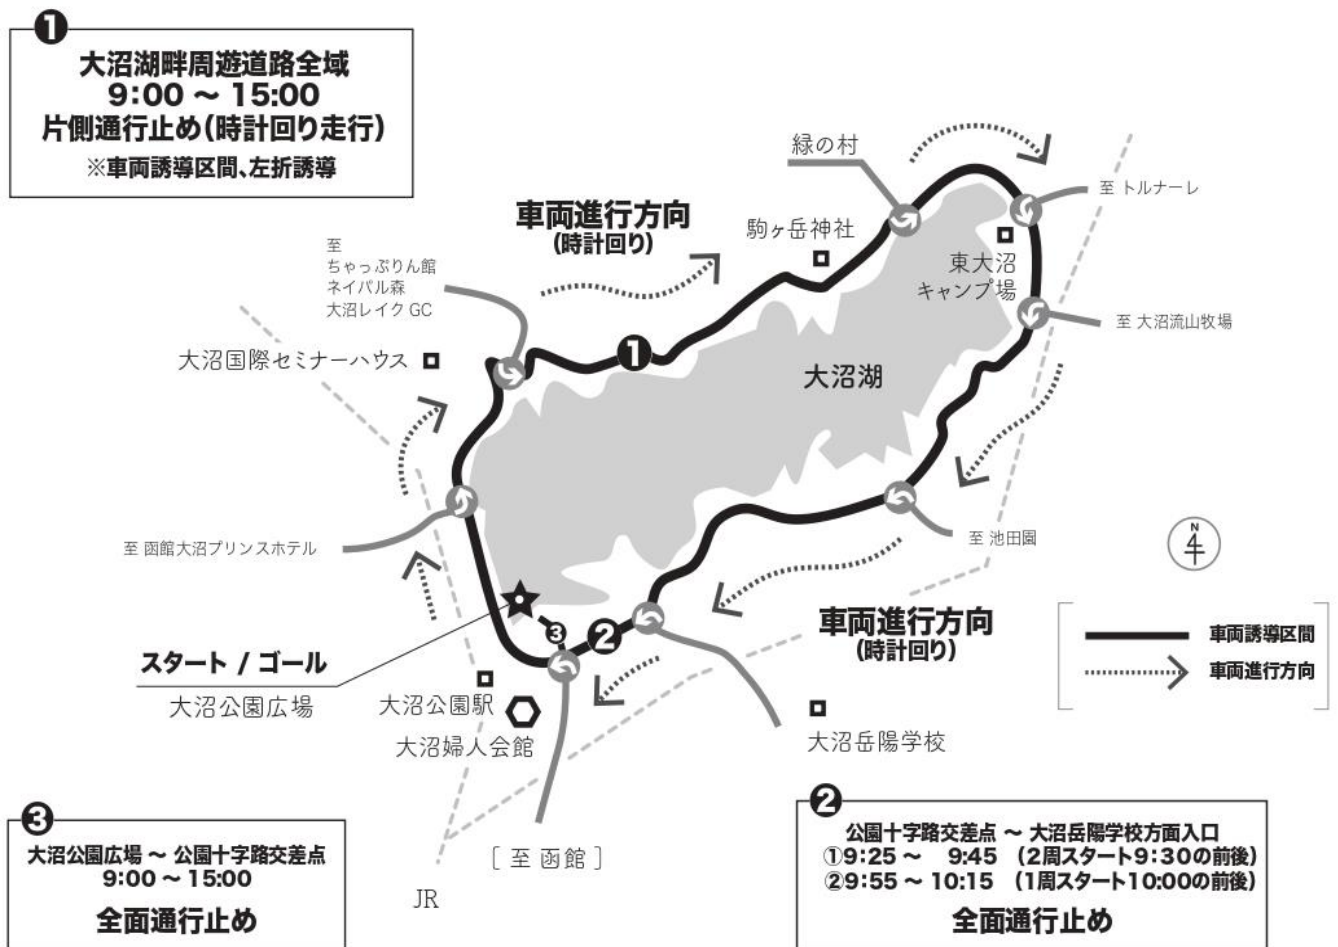 1
大沼湖畔周遊道路全域
9:00 ～ 15:00
片側通行止め(時計回り走行)
※車両誘導区間、左折誘導
緑の村
至 トルナーレ
車両進行方向
(時計回り)
駒ヶ岳神社
東大沼
キャンプ場
至
ちゃっぷりん館
ネイパル森
大沼レイク GC
至 大沼流山牧場
大沼国際セミナーハウス
1
大沼湖
至 函館大沼プリンスホテル
至 池田園
N
3
2
車両進行方向
(時計回り)
車両誘導区間
車両進行方向
スタート / ゴール
大沼公園広場
大沼公園駅
大沼婦人会館
大沼岳陽学校
[ 至 函館 ]
JR
3
大沼公園広場 ～ 公園十字路交差点
9:00 ～ 15:00
全面通行止め
2
公園十字路交差点 ～ 大沼岳陽学校方面入口
①9:25 ～ 9:45 (2周スタート9:30の前後)
②9:55 ～ 10:15 (1周スタート10:00の前後)
全面通行止め